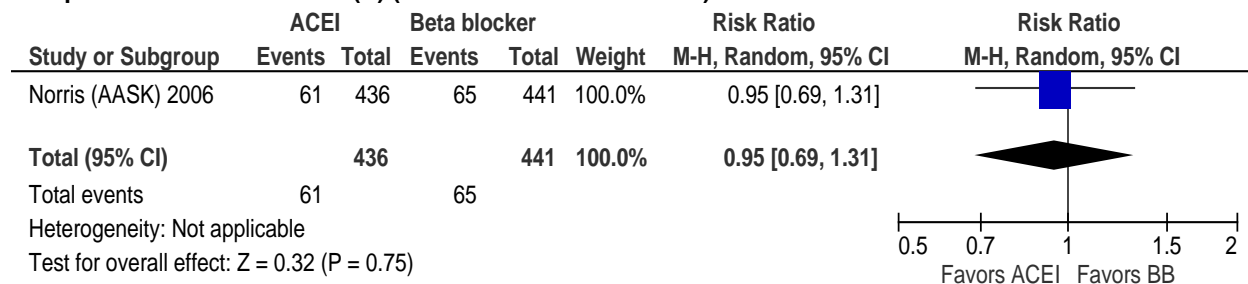 ACEI Beta blocker Risk Ratio Risk Ratio
Study or Subgroup Events Total Events Total Weight M-H, Random, 95% CI M-H, Random, 95% CI
Norris (AASK) 2006 61 436 65 441 100.0% 0.95 [0.69, 1.31]
Total (95% CI) 436 441 100.0% 0.95 [0.69, 1.31]
Total events 61 65
Heterogeneity: Not applicable
Test for overall effect: Z = 0.32 (P = 0.75)
0.5 0.7 1 1.5 2
Favors ACEI Favors BB